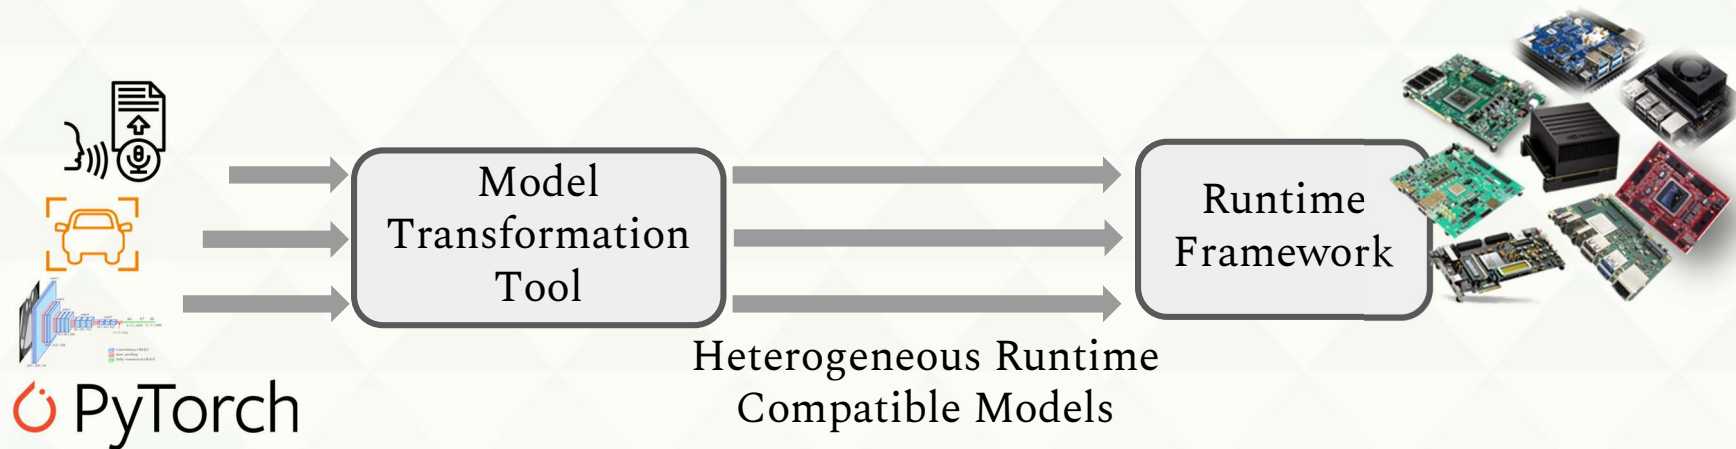 Model
Transformation
Tool
Runtime
Framework
Heterogeneous Runtime
Compatible Models
PyTorch